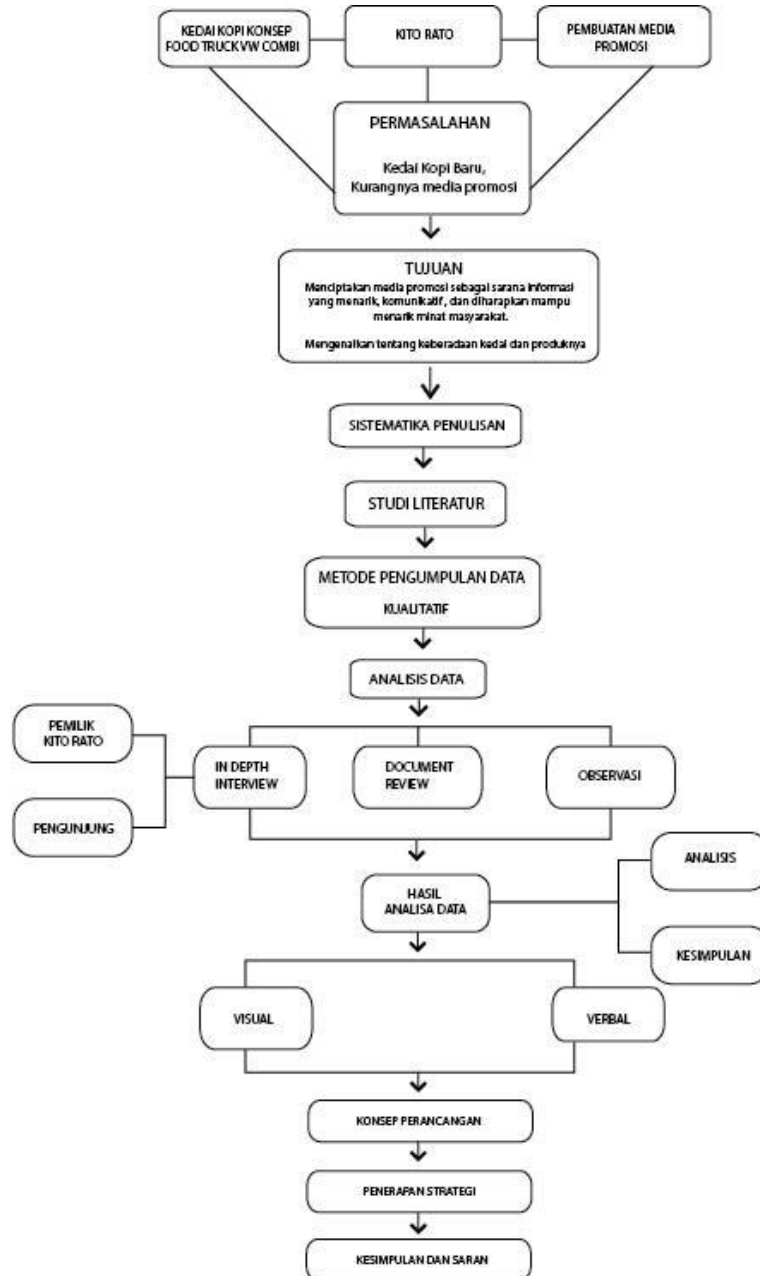 KEDAI KOPI KONSEP
FOOD TRUCK VW COMBI
KITO RATO
PEMBUATAN MEDIA
PROMOSI
PERMASALAHAN
Kedai Kopi Baru,
Kurangnya media promosi
TUJUAN
Menciptakan media promosi sebagai sarana informasi
yang menarik, komunikatif, dan diharapkan mampu
menarik minat masyarakat.
Mengenalkan tentang keberadaan kedai dan produknya
SISTEMATIKA PENULISAN
STUDI LITERATUR
METODE PENGUMPULAN DATA
KUALITATIF
ANALISIS DATA
PEMILIK
KITO RATO
PENGUNJUNG
IN DEPTH
INTERVIEW
DOCUMENT
REVIEW
OBSERVASI
HASIL
ANALISA DATA
ANALISIS
KESIMPULAN
VISUAL
VERBAL
KONSEP PERANCANGAN
PENERAPAN STRATEGI
KESIMPULAN DAN SARAN